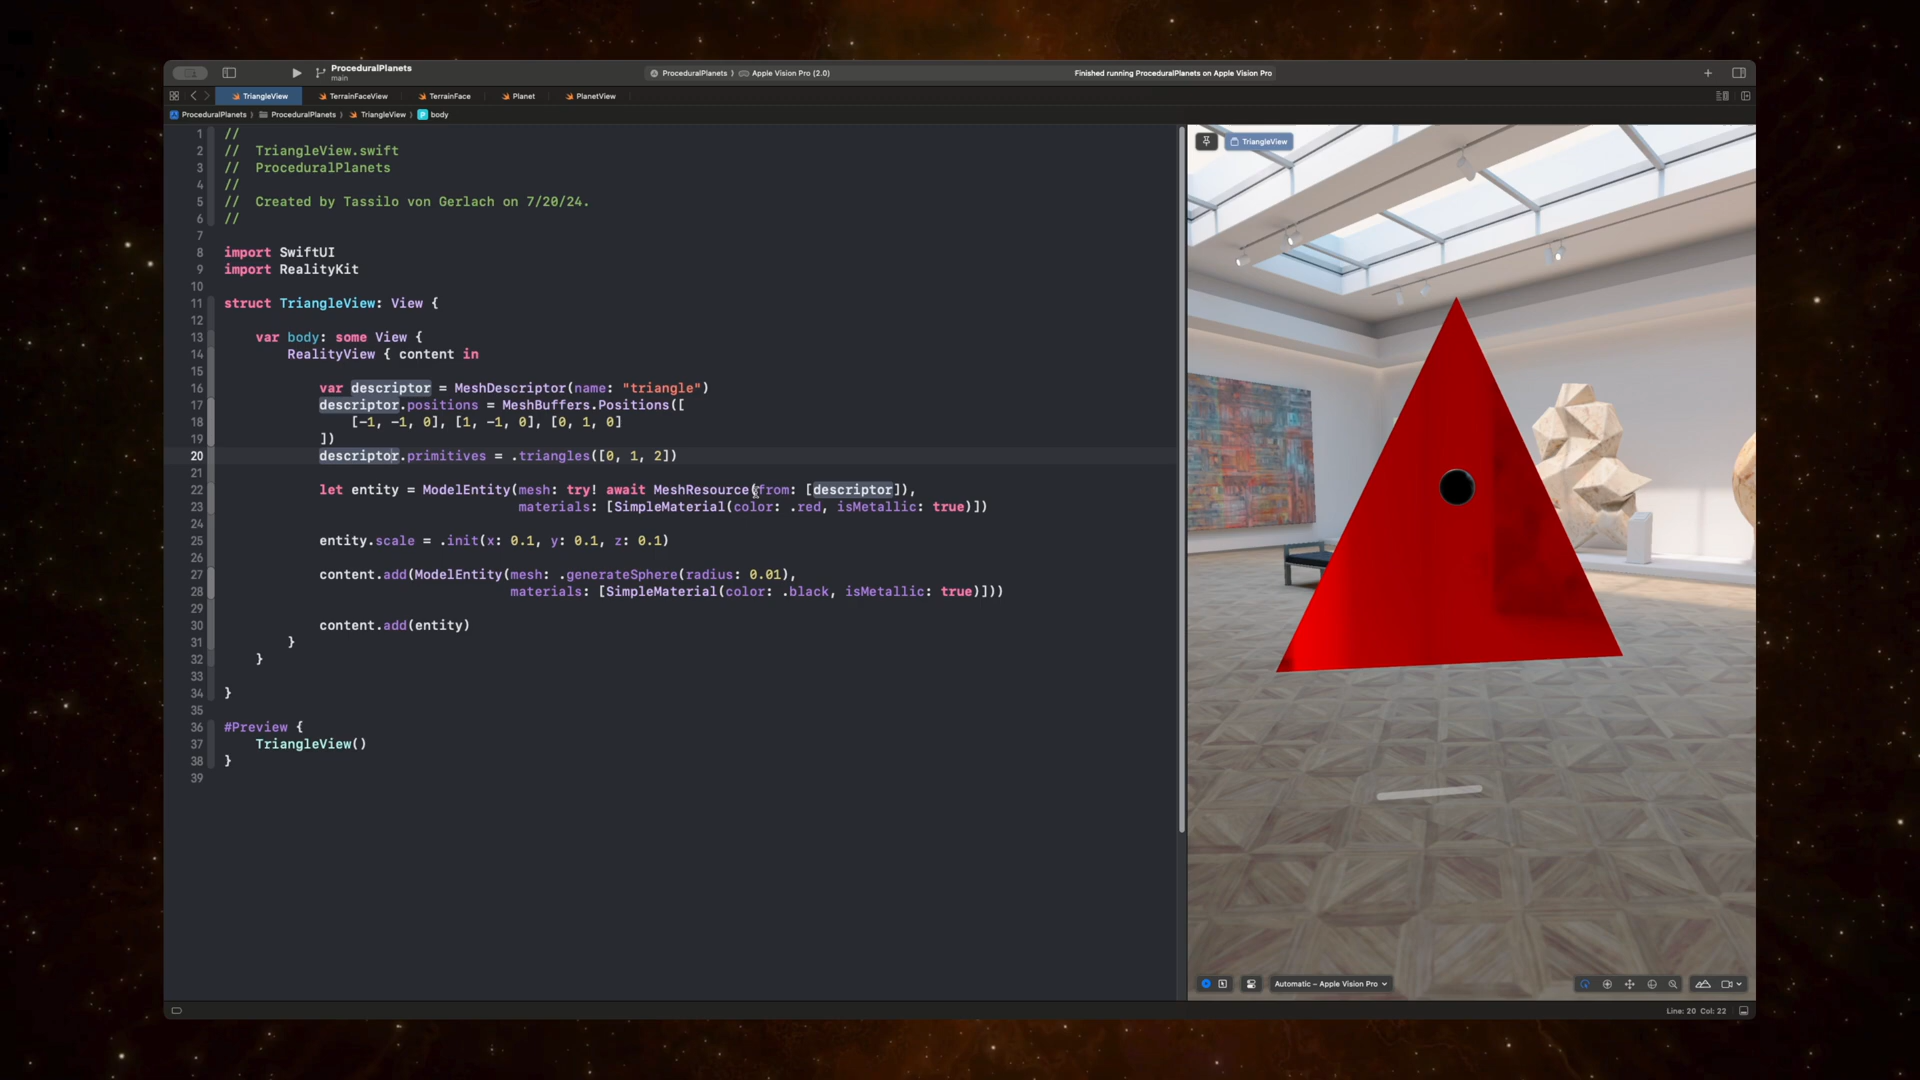 ProceduralPlanets
main
ProceduralPlanets 〉 Apple Vision Pro (2.0)
Finished running ProceduralPlanets on Apple Vision Pro
TriangleView
TerrainFaceView
TerrainFace
Planet
PlanetView
ProceduralPlanets 〉 ProceduralPlanets 〉 TriangleView 〉 P body
1 //
2 //  TriangleView.swift
3 //  ProceduralPlanets
4 //
5 //  Created by Tassilo von Gerlach on 7/20/24.
6 //
7
8 import SwiftUI
9 import RealityKit
10
11 struct TriangleView: View {
12
13     var body: some View {
14         RealityView { content in
15
16             var descriptor = MeshDescriptor(name: "triangle")
17             descriptor.positions = MeshBuffers.Positions([
18                 [-1, -1, 0], [1, -1, 0], [0, 1, 0]
19             ])
20             descriptor.primitives = .triangles([0, 1, 2])
21
22             let entity = ModelEntity(mesh: try! await MeshResource(from: [descriptor]),
23                                      materials: [SimpleMaterial(color: .red, isMetallic: true)])
24
25             entity.scale = .init(x: 0.1, y: 0.1, z: 0.1)
26
27             content.add(ModelEntity(mesh: .generateSphere(radius: 0.01),
28                                     materials: [SimpleMaterial(color: .black, isMetallic: true)]))
29
30             content.add(entity)
31         }
32     }
33
34 }
35
36 #Preview {
37     TriangleView()
38 }
39
TriangleView
Automatic – Apple Vision Pro
Line: 20 Col: 22